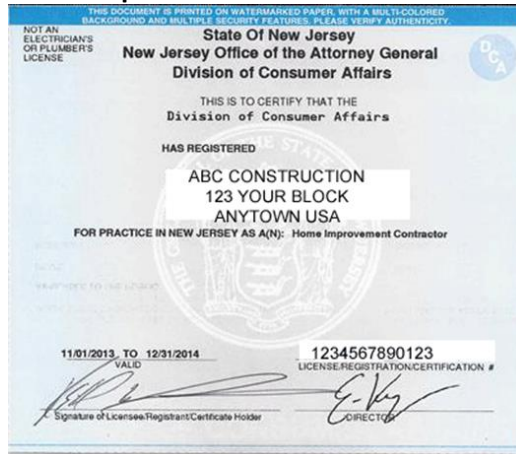 THIS DOCUMENT IS PRINTED ON WATERMARKED PAPER, WITH A MULTI-COLORED
BACKGROUND AND MULTIPLE SECURITY FEATURES. PLEASE VERIFY AUTHENTICITY.
NOT AN
ELECTRICIAN'S
OR PLUMBER'S
LICENSE
State Of New Jersey
New Jersey Office of the Attorney General
Division of Consumer Affairs
DCA
THIS IS TO CERTIFY THAT THE
Division of Consumer Affairs
HAS REGISTERED
ABC CONSTRUCTION
123 YOUR BLOCK
ANYTOWN USA
FOR PRACTICE IN NEW JERSEY AS A(N): Home Improvement Contractor
11/01/2013 TO 12/31/2014
VALID
1234567890123
LICENSE/REGISTRATION/CERTIFICATION #
Signature of Licensee/Registrant/Certificate Holder
DIRECTOR